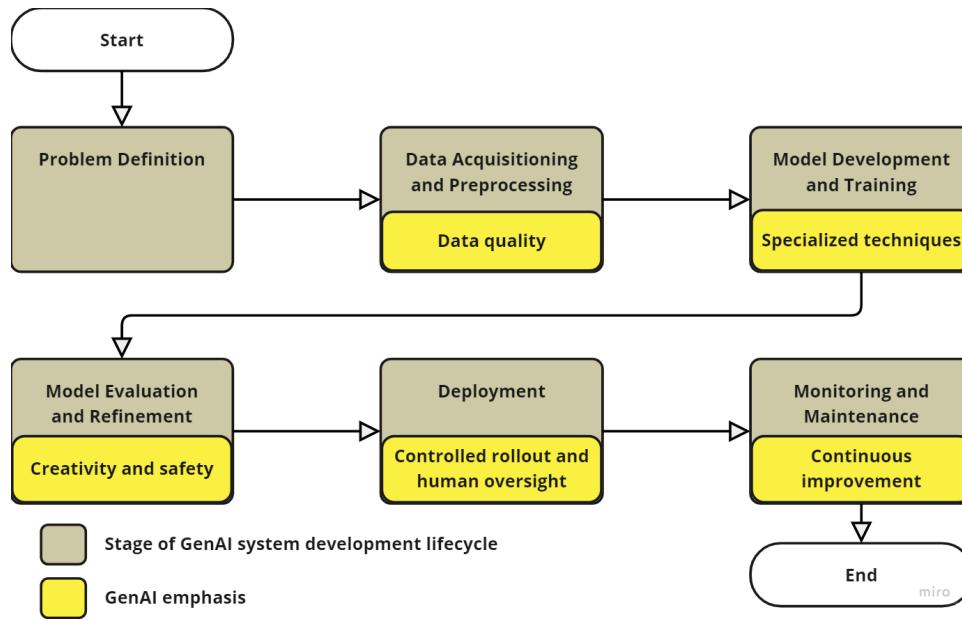 Start
Problem Definition
Data Acquisitioning
and Preprocessing
Data quality
Model Development
and Training
Specialized techniques
Model Evaluation
and Refinement
Creativity and safety
Deployment
Controlled rollout and
human oversight
Monitoring and
Maintenance
Continuous
improvement
Stage of GenAI system development lifecycle
GenAI emphasis
End
miro